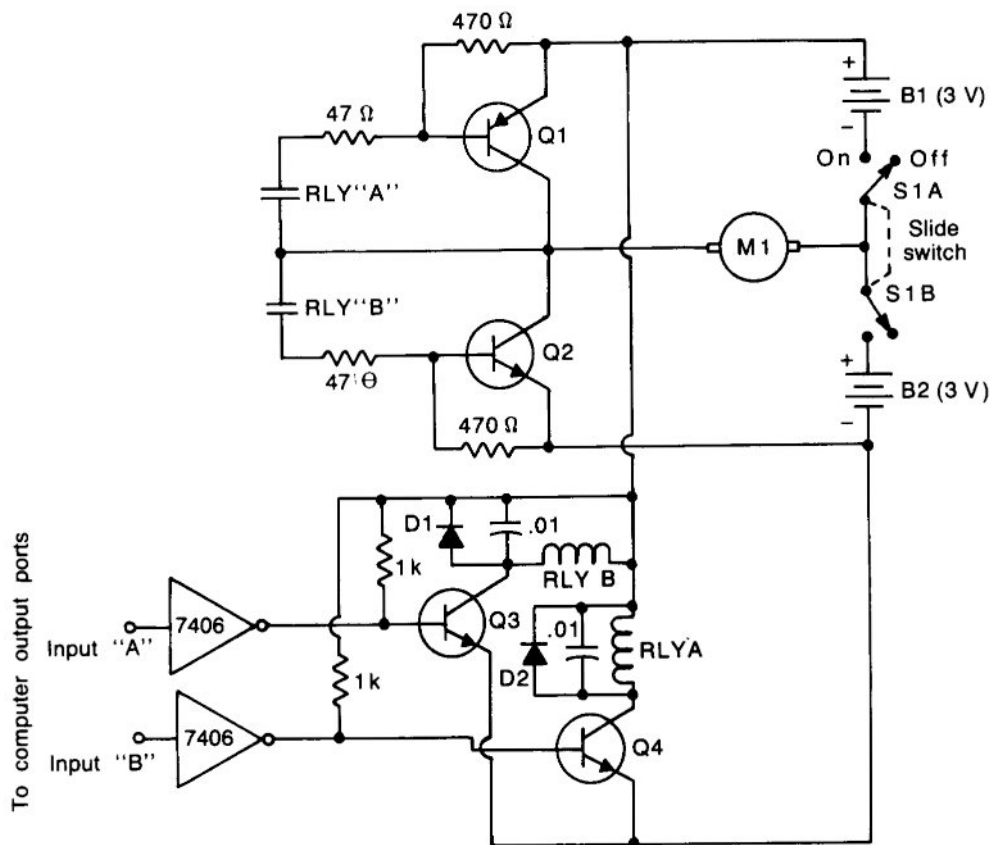 470 Ω
+
B1 (3 V)
47 Ω
Q1
−
On
Off
RLY"A"
S1A
M1
Slide
switch
RLY"B"
S1B
Q2
+
47 Θ
B2 (3 V)
470 Ω
−
D1
.01
1k
RLY B
7406
Q3
Input "A"
.01
RLY A
D2
1k
7406
Q4
Input "B"
To computer output ports